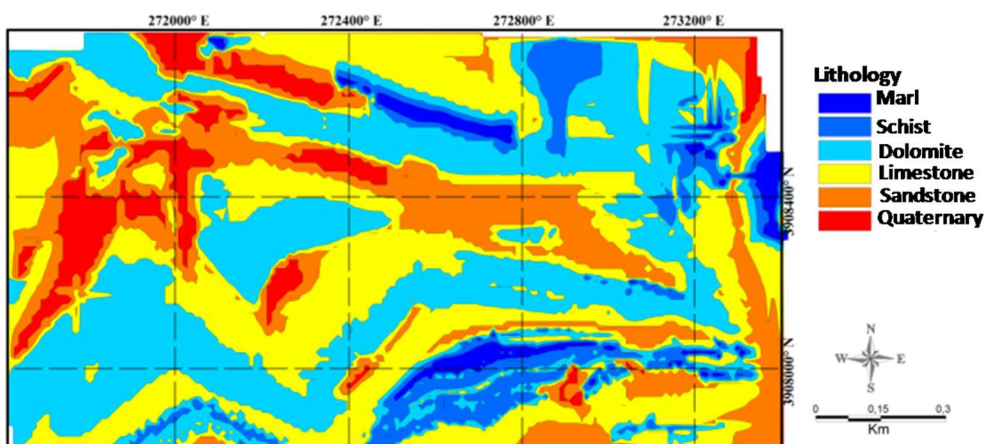 272000° E
272400° E
272800° E
273200° E
Lithology
Marl
Schist
Dolomite
Limestone
Sandstone
Quaternary
3908400° N
3908000° N
N
W
E
S
0
0,15
0,3
Km